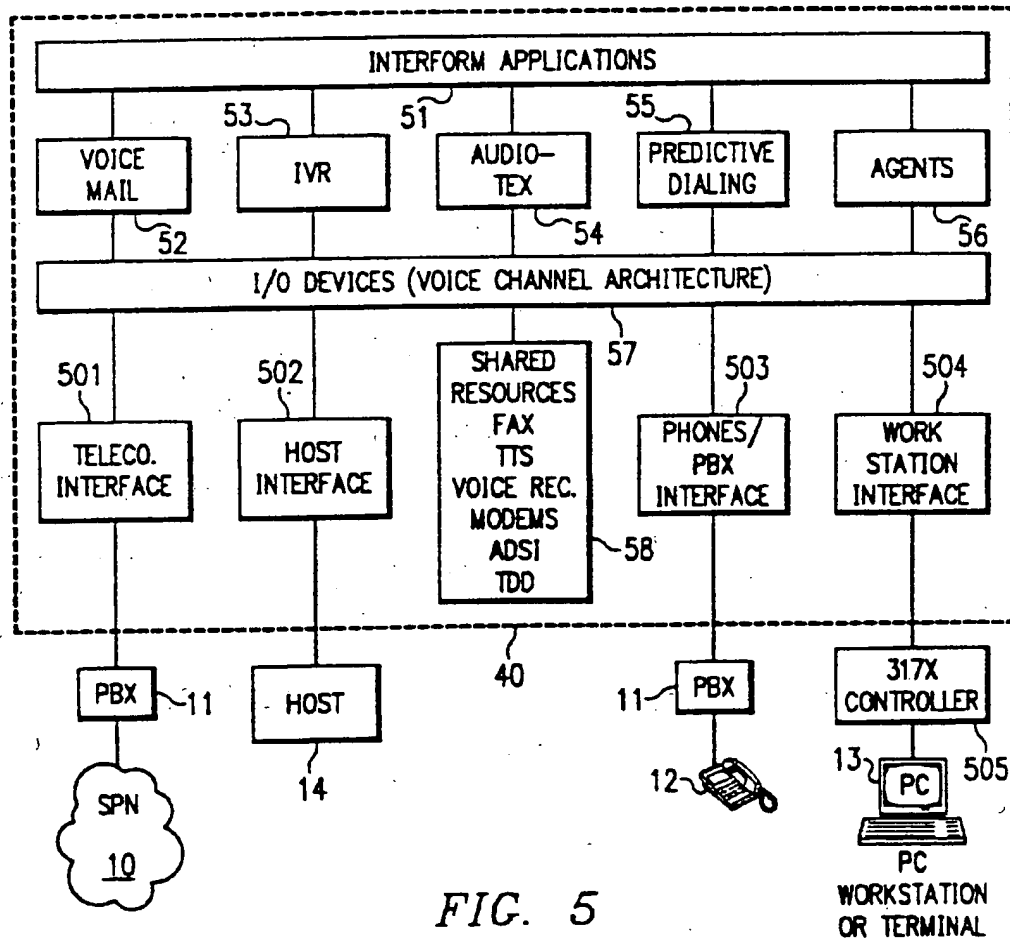 INTERFORM APPLICATIONS
51
53
55
VOICE
MAIL
52
IVR
AUDIO-
TEX
54
PREDICTIVE
DIALING
AGENTS
56
I/O DEVICES (VOICE CHANNEL ARCHITECTURE)
57
501
TELECO.
INTERFACE
502
HOST
INTERFACE
SHARED
RESOURCES
FAX
TTS
VOICE REC.
MODEMS
ADSI
TDD
58
503
PHONES/
PBX
INTERFACE
504
WORK
STATION
INTERFACE
40
PBX
11
SPN
10
HOST
14
11
PBX
12
317X
CONTROLLER
505
13
PC
PC
WORKSTATION
OR TERMINAL
FIG. 5